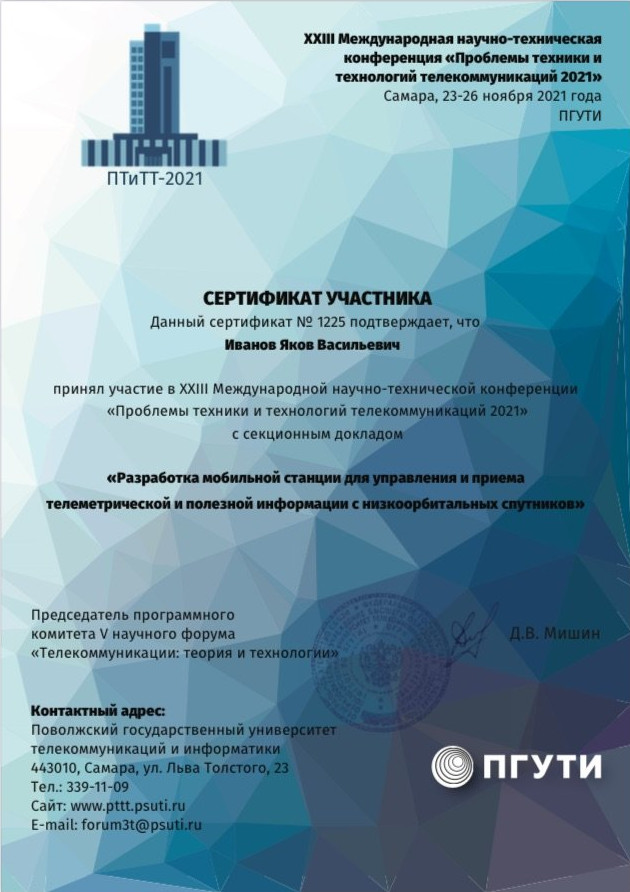 XXIII Международная научно-техническая
конференция «Проблемы техники и
технологий телекоммуникаций 2021»
Самара, 23-26 ноября 2021 года
ПГУТИ
ПТиТТ-2021
СЕРТИФИКАТ УЧАСТНИКА
Данный сертификат № 1225 подтверждает, что
Иванов Яков Васильевич
принял участие в XXIII Международной научно-технической конференции
«Проблемы техники и технологий телекоммуникаций 2021»
с секционным докладом
«Разработка мобильной станции для управления и приема
телеметрической и полезной информации с низкоорбитальных спутников»
Председатель программного
комитета V научного форума
«Телекоммуникации: теория и технологии»
Д.В. Мишин
Контактный адрес:
Поволжский государственный университет
телекоммуникаций и информатики
443010, Самара, ул. Льва Толстого, 23
Тел.: 339-11-09
Сайт: www.pttt.psuti.ru
E-mail: forum3t@psuti.ru
ПГУТИ